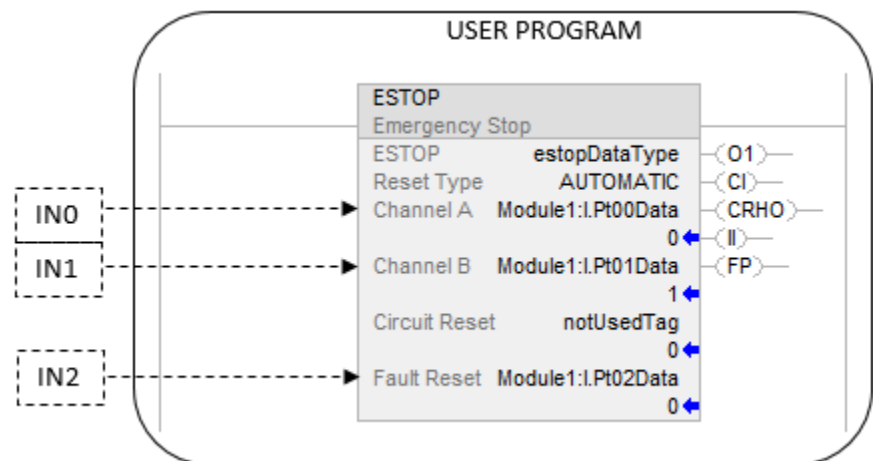 USER PROGRAM
ESTOP
Emergency Stop
ESTOP estopDataType (O1)
Reset Type AUTOMATIC (CI)
IN0 Channel A Module1:I.Pt00Data (CRHO)
0 (II)
IN1 Channel B Module1:I.Pt01Data (FP)
1
Circuit Reset notUsedTag
0
IN2 Fault Reset Module1:I.Pt02Data
0